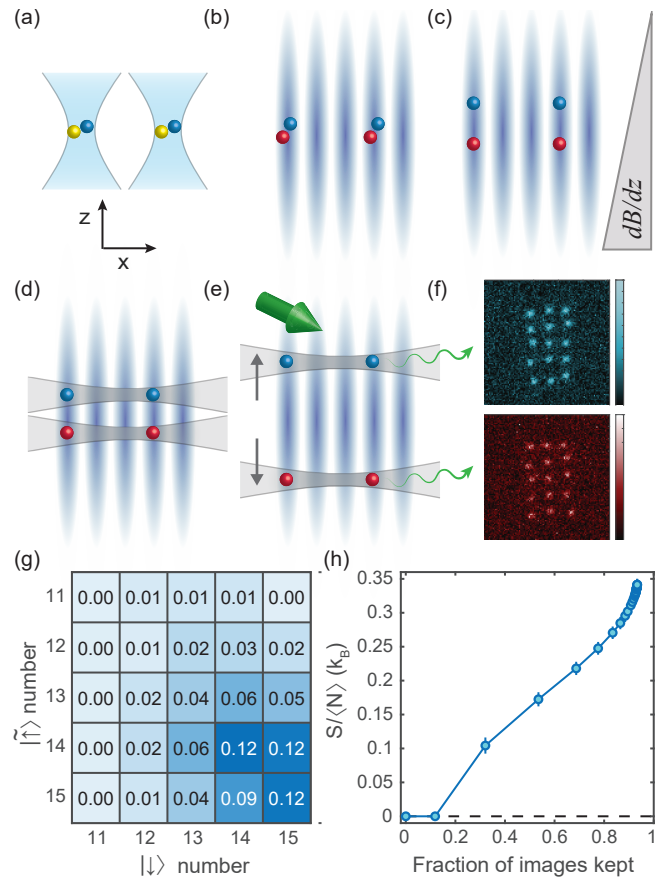 (a)
(b)
(c)
z
x
dB/dz
(d)
(e)
(f)
(g)
11 0.00 0.01 0.01 0.01 0.00
12 0.00 0.01 0.02 0.03 0.02
13 0.00 0.02 0.04 0.06 0.05
14 0.00 0.02 0.06 0.12 0.12
15 0.00 0.01 0.04 0.09 0.12
11 12 13 14 15
|↑̃⟩ number
|↓⟩ number
(h)
0.35
0.3
0.25
0.2
0.15
0.1
0.05
0
0 0.2 0.4 0.6 0.8 1
S/⟨N⟩ (k_B)
Fraction of images kept